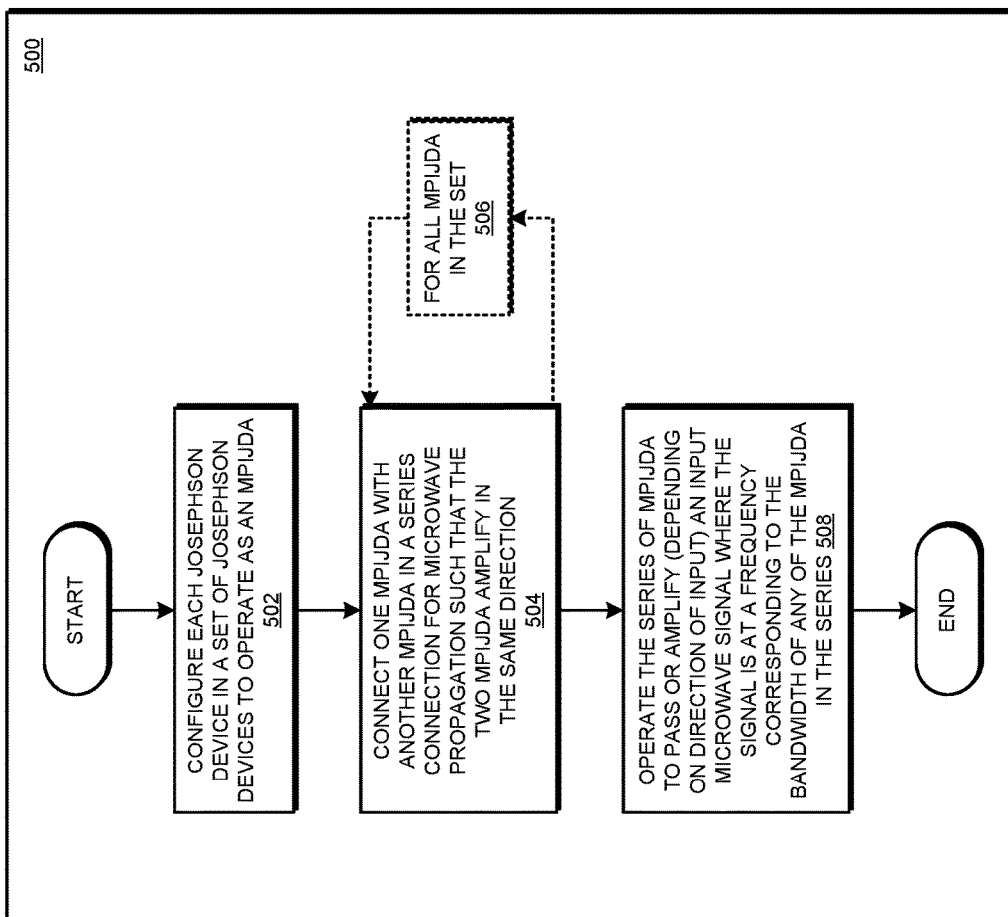 500
START
CONFIGURE EACH JOSEPHSON
DEVICE IN A SET OF JOSEPHSON
DEVICES TO OPERATE AS AN MPIJDA
502
CONNECT ONE MPIJDA WITH
ANOTHER MPIJDA IN A SERIES
CONNECTION FOR MICROWAVE
PROPAGATION SUCH THAT THE
TWO MPIJDA AMPLIFY IN
THE SAME DIRECTION
504
FOR ALL MPIJDA
IN THE SET
506
OPERATE THE SERIES OF MPIJDA
TO PASS OR AMPLIFY (DEPENDING
ON DIRECTION OF INPUT) AN INPUT
MICROWAVE SIGNAL WHERE THE
SIGNAL IS AT A FREQUENCY
CORRESPONDING TO THE
BANDWIDTH OF ANY OF THE MPIJDA
IN THE SERIES 508
END